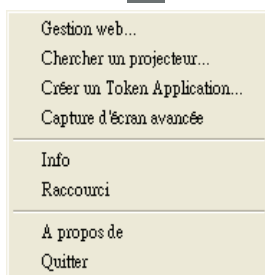 Gestion web...
Chercher un projecteur...
Créer un Token Application...
Capture d'écran avancée
Info
Raccourci
A propos de
Quitter